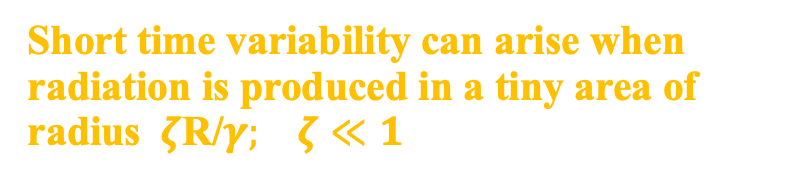 Short time variability can arise when
radiation is produced in a tiny area of
radius ζR/γ; ζ ≪ 1